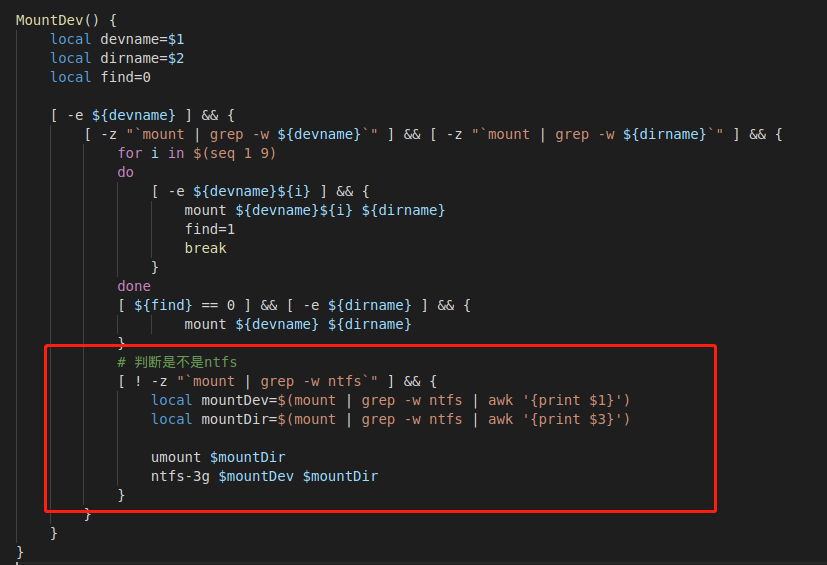 MountDev() {
    local devname=$1
    local dirname=$2
    local find=0

    [ -e ${devname} ] && {
        [ -z "`mount | grep -w ${devname}`" ] && [ -z "`mount | grep -w ${dirname}`" ] && {
            for i in $(seq 1 9)
            do
                [ -e ${devname}${i} ] && {
                    mount ${devname}${i} ${dirname}
                    find=1
                    break
                }
            done
            [ ${find} == 0 ] && [ -e ${dirname} ] && {
                    mount ${devname} ${dirname}
            }
            # 判断是不是ntfs
            [ ! -z "`mount | grep -w ntfs`" ] && {
                local mountDev=$(mount | grep -w ntfs | awk '{print $1}')
                local mountDir=$(mount | grep -w ntfs | awk '{print $3}')

                umount $mountDir
                ntfs-3g $mountDev $mountDir
            }
        }
    }
}